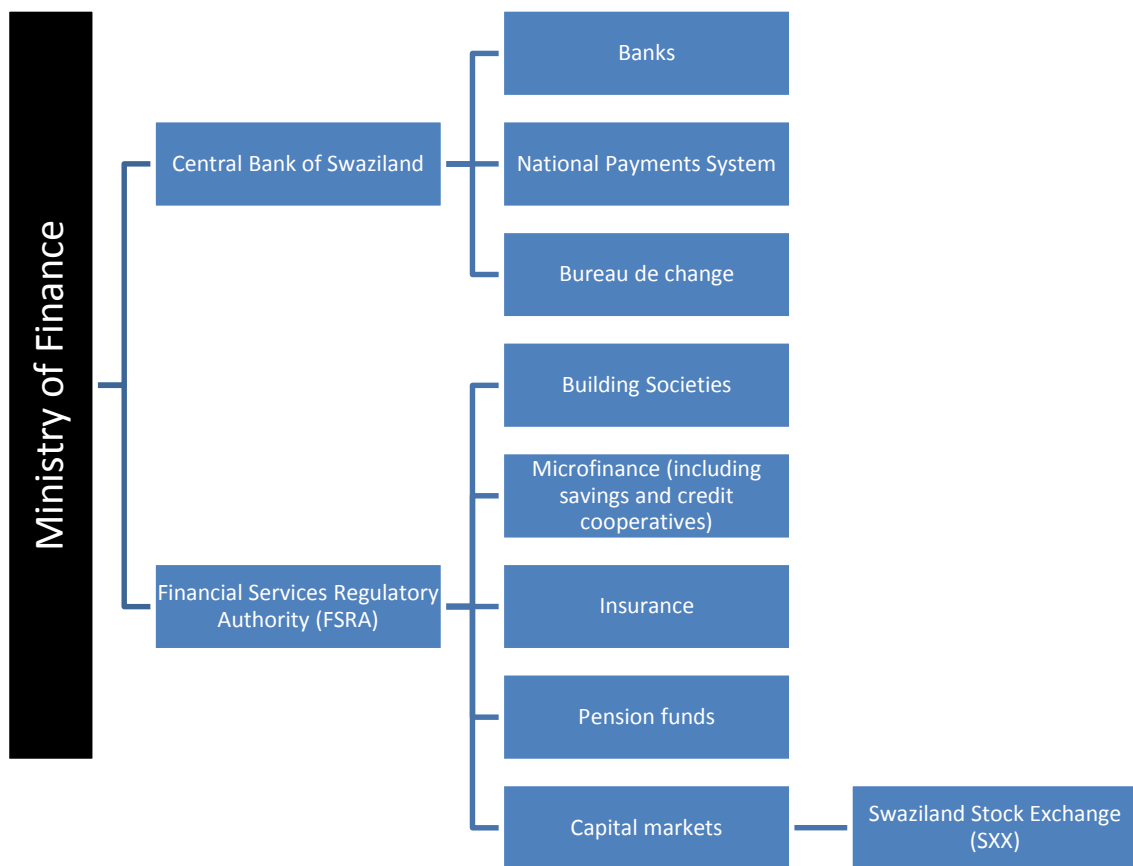 Ministry of Finance
Central Bank of Swaziland
Banks
National Payments System
Bureau de change
Financial Services Regulatory
Authority (FSRA)
Building Societies
Microfinance (including
savings and credit
cooperatives)
Insurance
Pension funds
Capital markets
Swaziland Stock Exchange
(SXX)